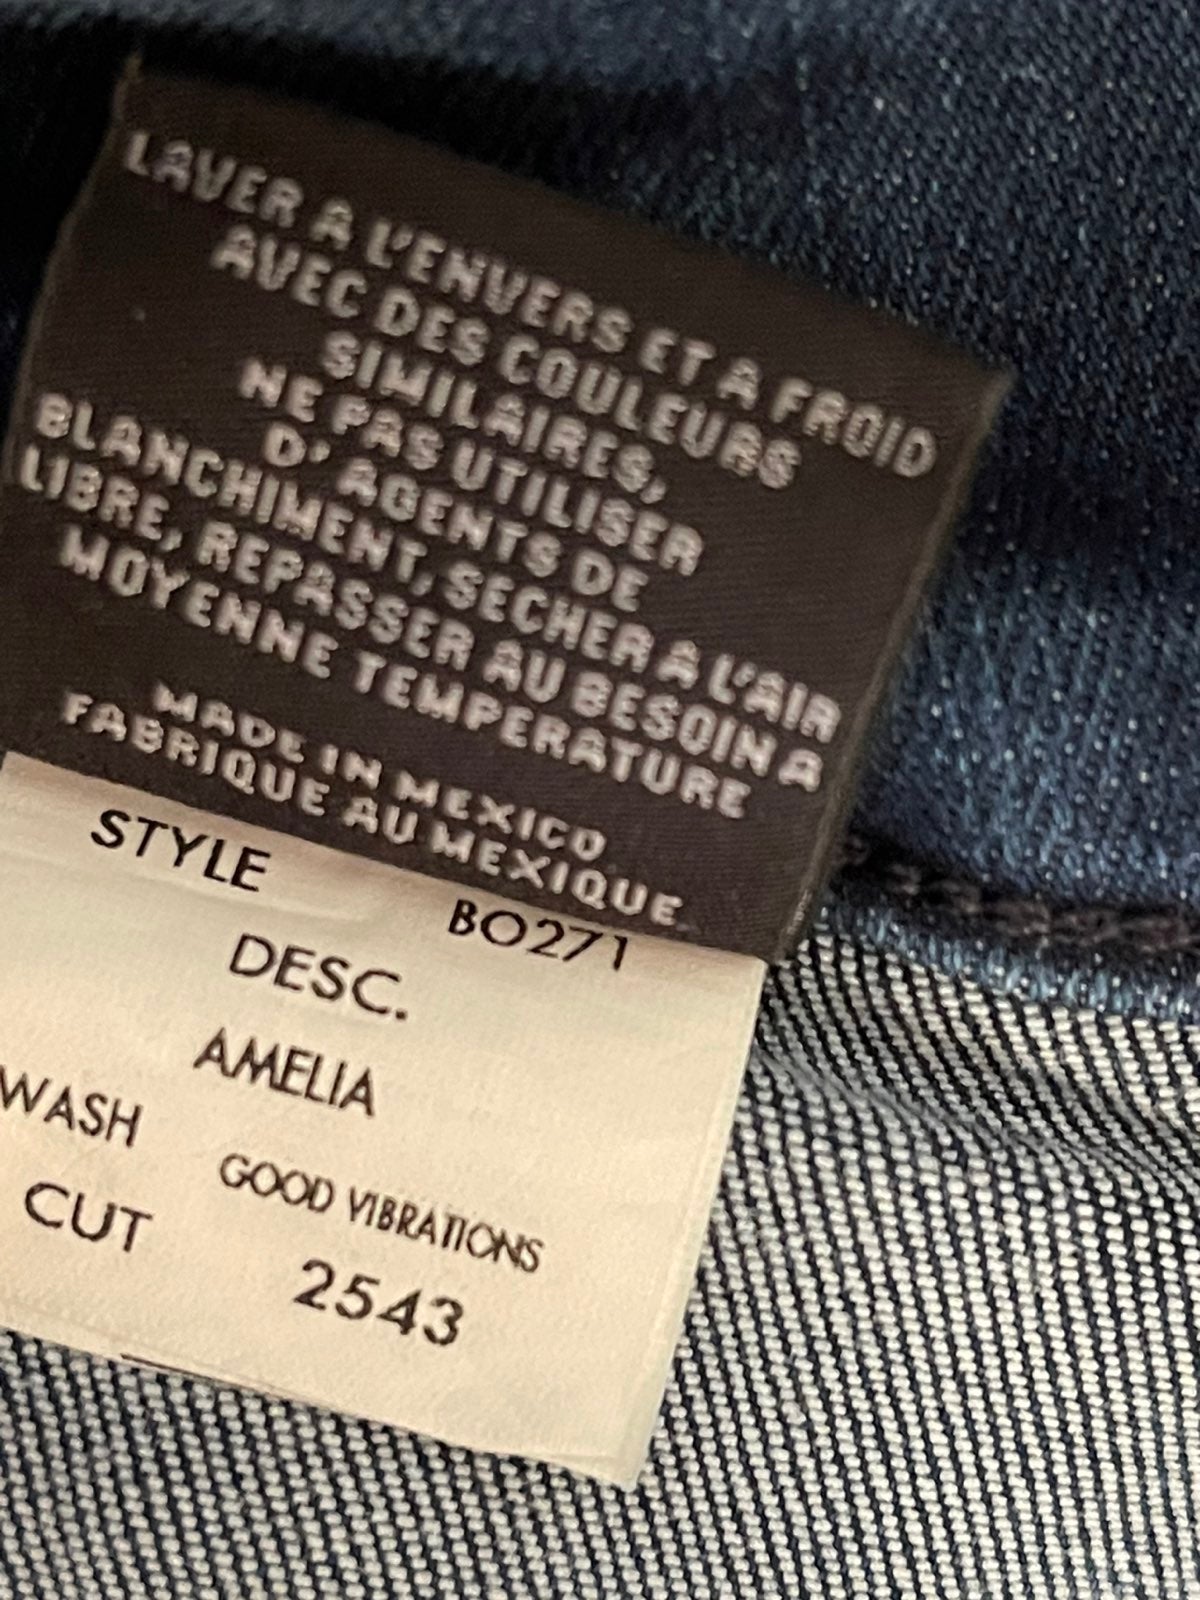 LAVER A L'ENVERS ET A FROID
AVEC DES COULEURS
SIMILAIRES,
NE PAS UTILISER
D' AGENTS DE
BLANCHIMENT, SECHER A L'AIR
LIBRE, REPASSER AU BESOIN A
MOYENNE TEMPERATURE
MADE IN MEXICO
FABRIQUE AU MEXIQUE
STYLE BO271
DESC.
AMELIA
WASH GOOD VIBRATIONS
CUT 2543